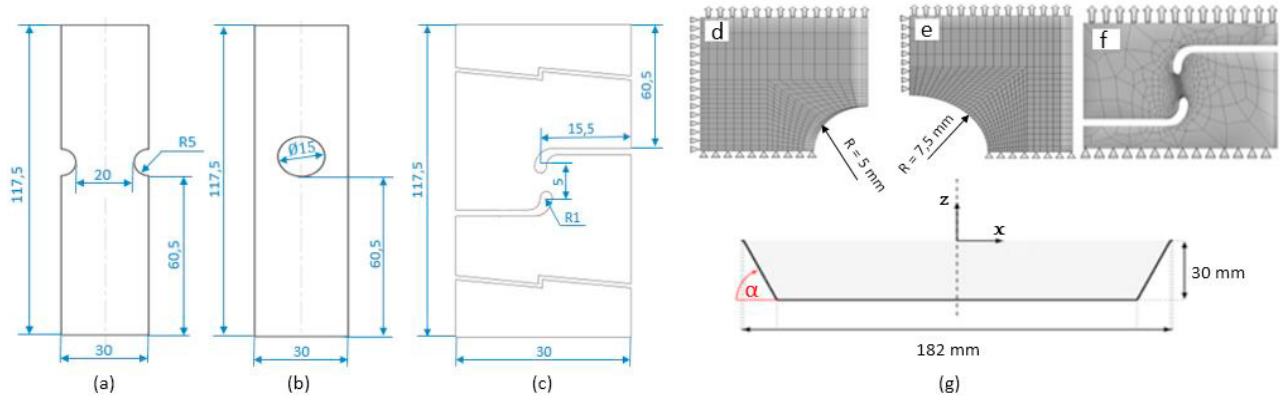 117,5
20
R5
60,5
30
(a)
117,5
Ø15
60,5
30
(b)
117,5
60,5
15,5
5
R1
30
(c)
d
R = 5 mm
e
R = 7,5 mm
f
z
x
α
30 mm
182 mm
(g)